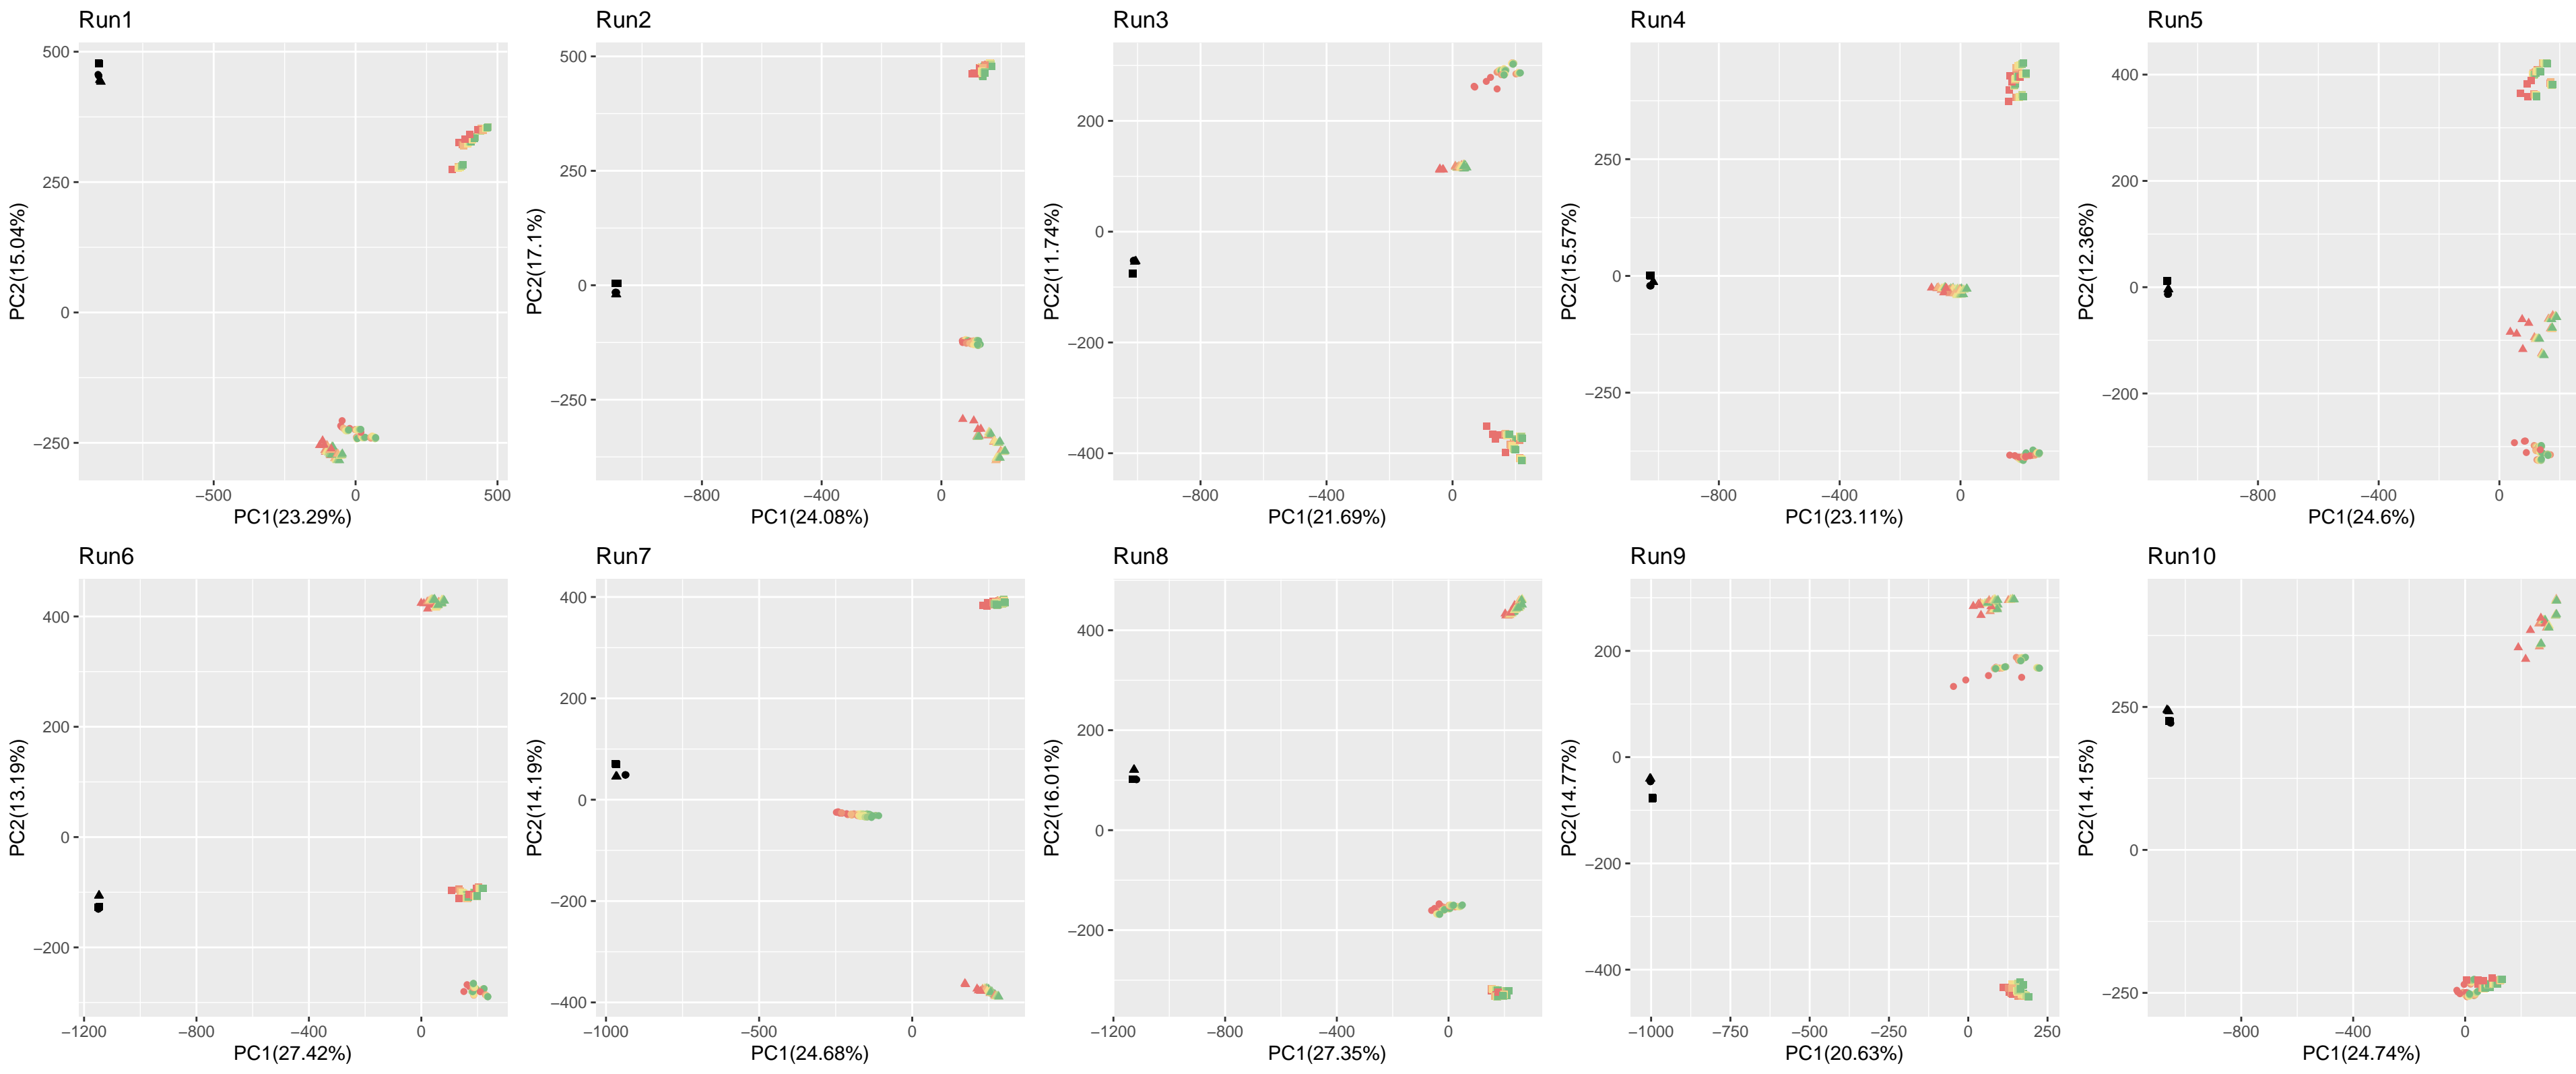 Run1
500
250
0
−250
−500
0
500
PC1(23.29%)
PC2(15.04%)
Run2
500
250
0
−250
−800
−400
0
PC1(24.08%)
PC2(17.1%)
Run3
200
0
−200
−400
−800
−400
0
PC1(21.69%)
PC2(11.74%)
Run4
250
0
−250
−800
−400
0
PC1(23.11%)
PC2(15.57%)
Run5
400
200
0
−200
−800
−400
0
PC1(24.6%)
PC2(12.36%)
Run6
400
200
0
−200
−1200
−800
−400
0
PC1(27.42%)
PC2(13.19%)
Run7
400
200
0
−200
−400
−1000
−500
0
PC1(24.68%)
PC2(14.19%)
Run8
400
200
0
−200
−1200
−800
−400
0
PC1(27.35%)
PC2(16.01%)
Run9
200
0
−200
−400
−1000
−750
−500
−250
0
250
PC1(20.63%)
PC2(14.77%)
Run10
250
0
−250
−800
−400
0
PC1(24.74%)
PC2(14.15%)